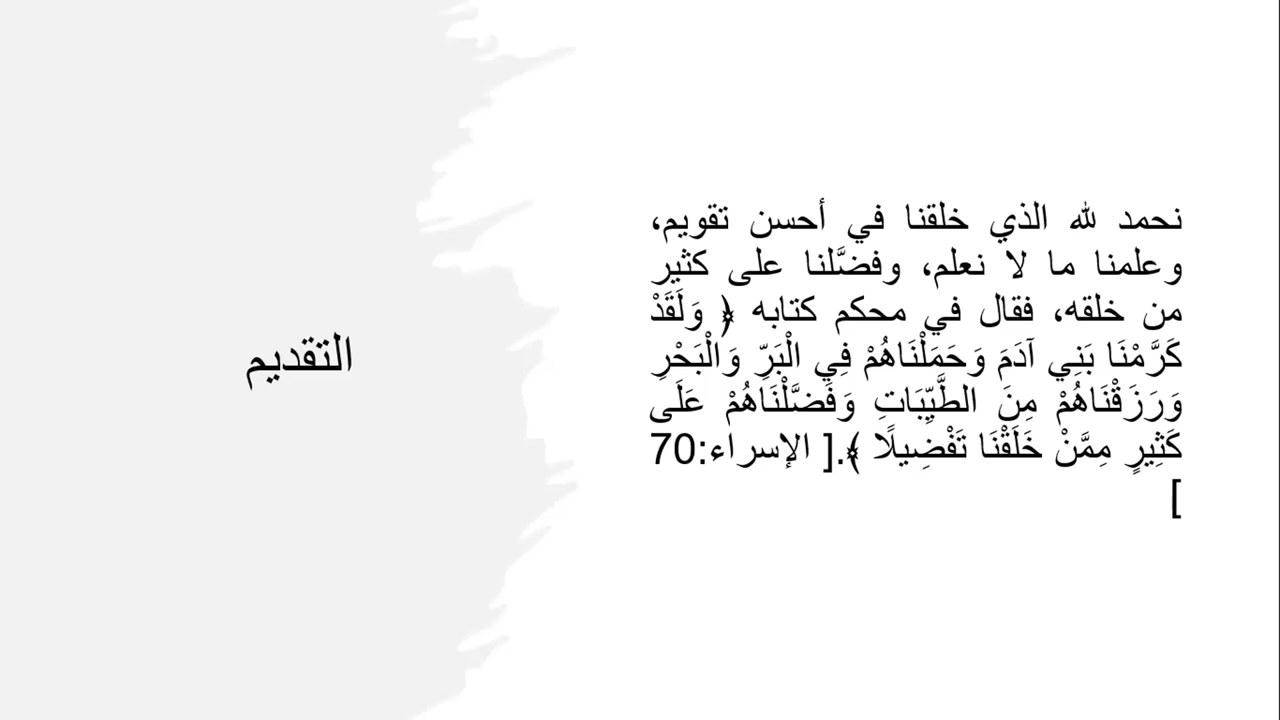 التقديم
نحمد لله الذي خلقنا في أحسن تقويم،
وعلمنا ما لا نعلم، وفضَّلنا على كثير
من خلقه، فقال في محكم كتابه ﴿ وَلَقَدْ
كَرَّمْنَا بَنِي آدَمَ وَحَمَلْنَاهُمْ فِي الْبَرِّ وَالْبَحْرِ
وَرَزَقْنَاهُمْ مِنَ الطَّيِّبَاتِ وَفَضَّلْنَاهُمْ عَلَى
كَثِيرٍ مِمَّنْ خَلَقْنَا تَفْضِيلًا ﴾.[ الإسراء:70
]